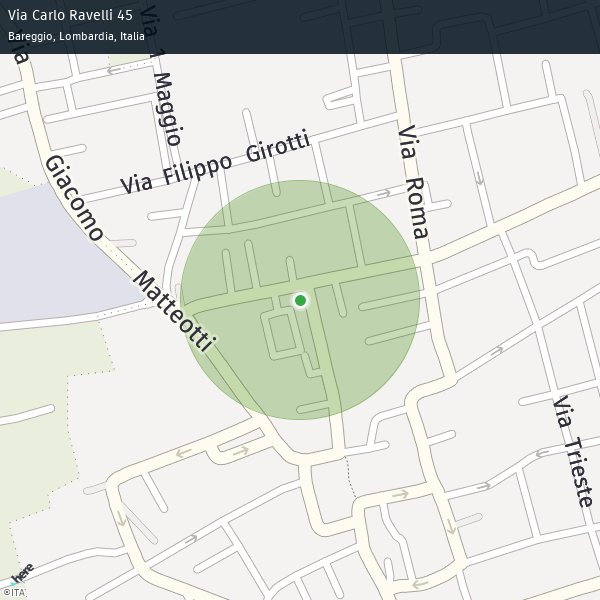 Via Carlo Ravelli 45
Bareggio, Lombardia, Italia
Via
Giacomo
Matteotti
Via 1 Maggio
Via Filippo Girotti
Via Roma
Via Trieste
here
©ITA